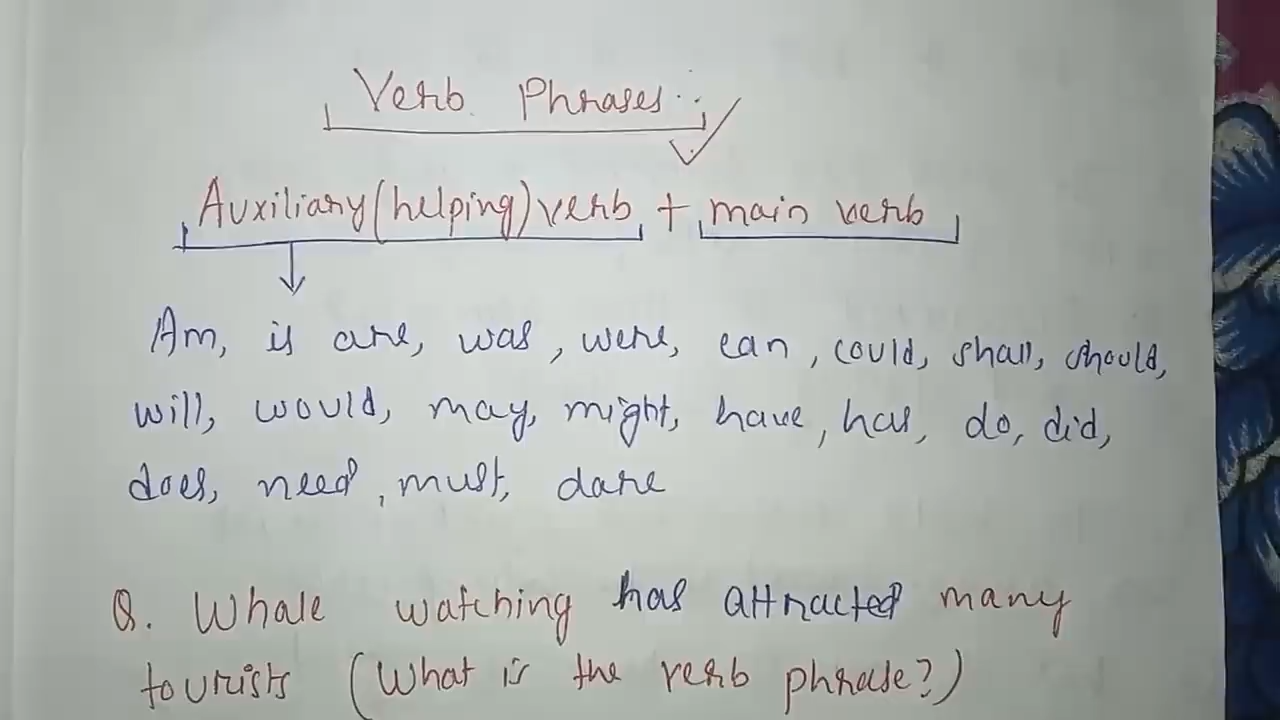 Verb Phrases:
Auxiliary(helping) verb + main verb
Am, is are, was, were, can, could, shall, should,
will, would, may, might, have, has, do, did,
does, need, must, dare
Q. Whale watching has attracted many
tourists (What is the verb phrase?)